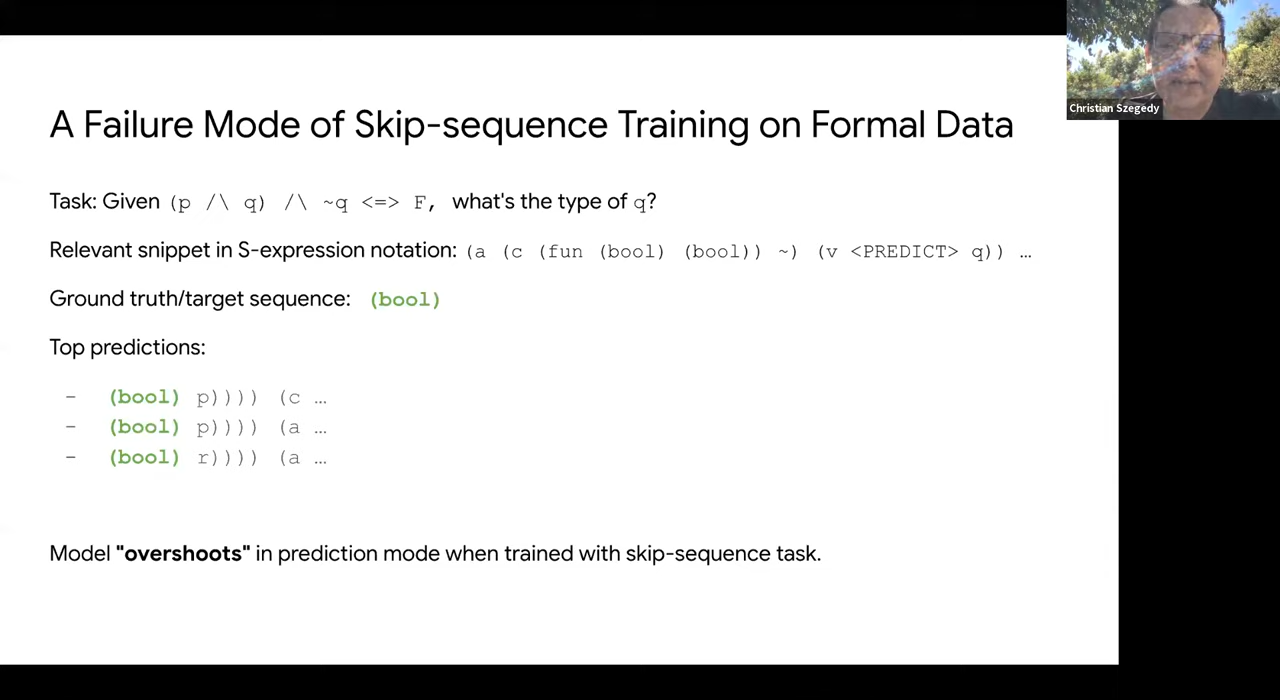 Christian Szegedy
A Failure Mode of Skip-sequence Training on Formal Data
Task: Given (p /\ q) /\ ~q <=> F, what's the type of q?
Relevant snippet in S-expression notation: (a (c (fun (bool) (bool)) ~) (v <PREDICT> q)) …
Ground truth/target sequence: (bool)
Top predictions:
- (bool) p)))) (c …
- (bool) p)))) (a …
- (bool) r)))) (a …
Model "overshoots" in prediction mode when trained with skip-sequence task.